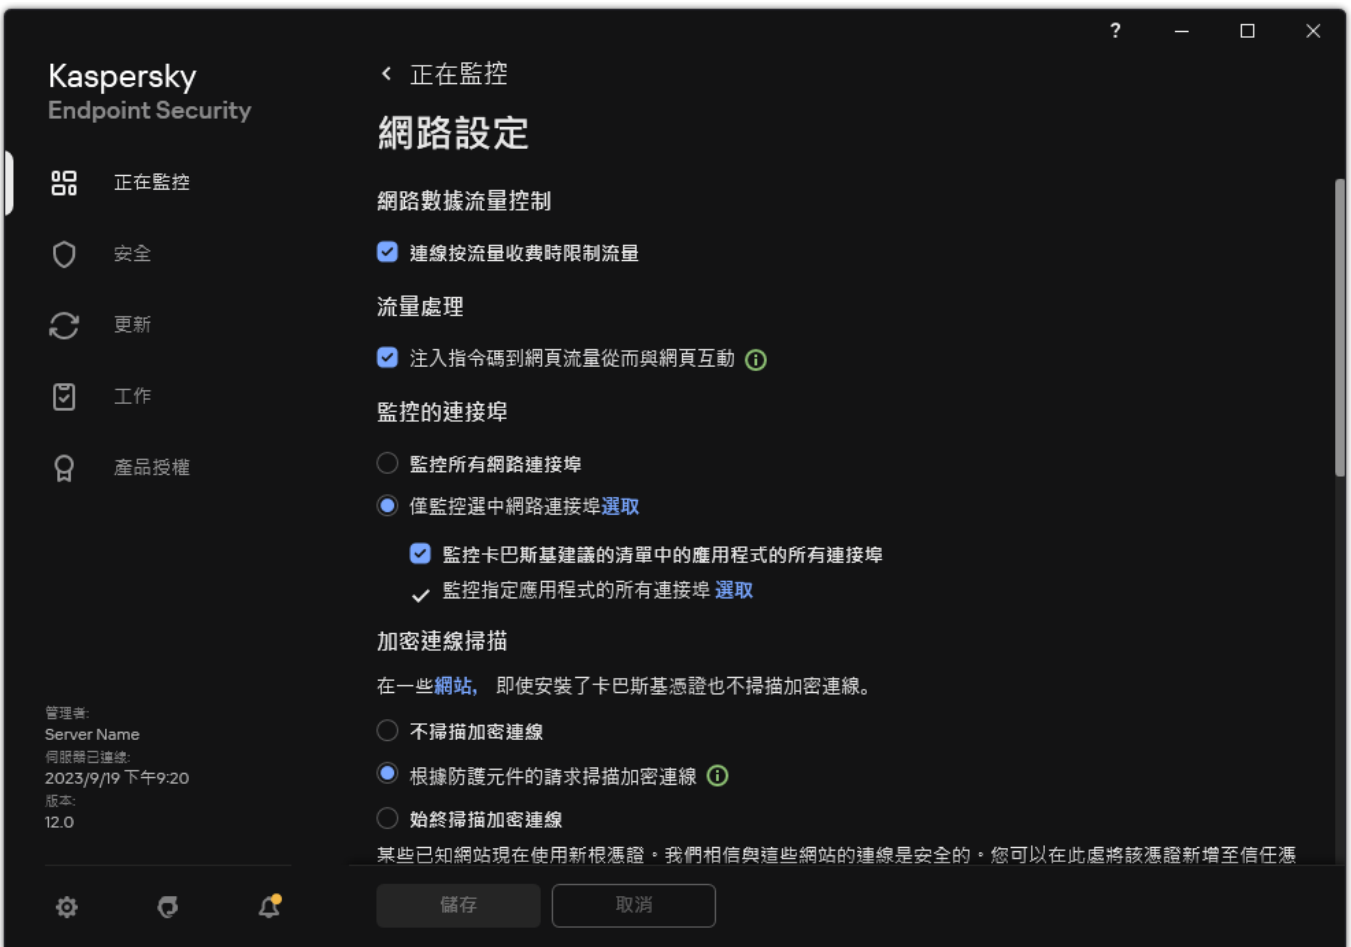 ?
Kaspersky
Endpoint Security
正在監控
安全
更新
工作
產品授權
管理者:
Server Name
伺服器已連線:
2023/9/19 下午9:20
版本:
12.0
正在監控
網路設定
網路數據流量控制
連線按流量收費時限制流量
流量處理
注入指令碼到網頁流量從而與網頁互動
監控的連接埠
監控所有網路連接埠
僅監控選中網路連接埠選取
監控卡巴斯基建議的清單中的應用程式的所有連接埠
監控指定應用程式的所有連接埠 選取
加密連線掃描
在一些網站， 即使安裝了卡巴斯基憑證也不掃描加密連線。
不掃描加密連線
根據防護元件的請求掃描加密連線
始終掃描加密連線
某些已知網站現在使用新根憑證。我們相信與這些網站的連線是安全的。您可以在此處將該憑證新增至信任憑
儲存
取消